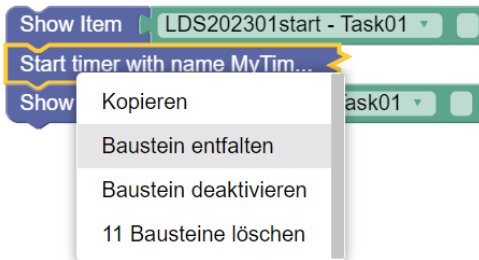 Show Item LDS202301start - Task01
Start timer with name MyTim...
Show Task01
Kopieren
Baustein entfalten
Baustein deaktivieren
11 Bausteine löschen